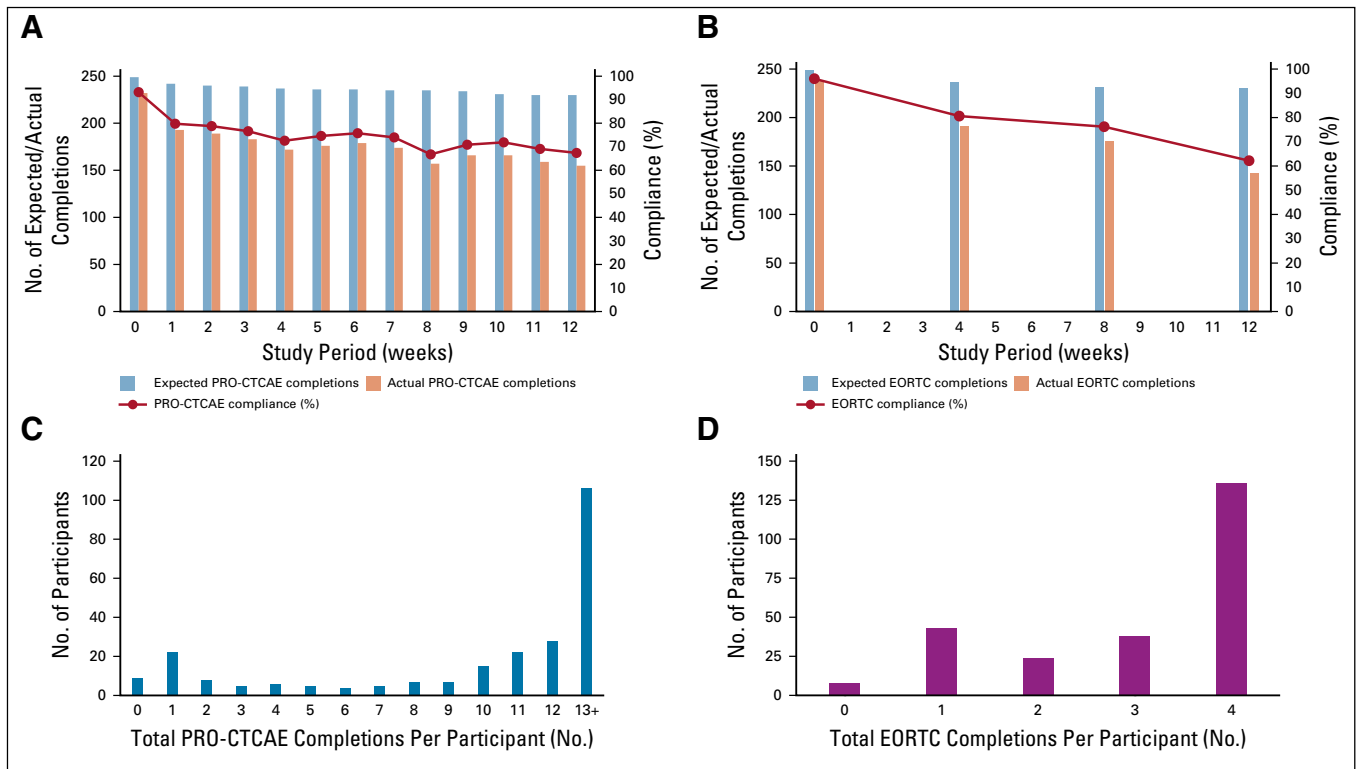 A
No. of Expected/Actual
Completions
250
200
150
100
50
0
100
90
80
70
60
50
40
30
20
10
0
Compliance (%)
0 1 2 3 4 5 6 7 8 9 10 11 12
Study Period (weeks)
Expected PRO-CTCAE completions Actual PRO-CTCAE completions
PRO-CTCAE compliance (%)
B
No. of Expected/Actual
Completions
250
200
150
100
50
0
100
90
80
70
60
50
40
30
20
10
0
Compliance (%)
0 1 2 3 4 5 6 7 8 9 10 11 12
Study Period (weeks)
Expected EORTC completions Actual EORTC completions
EORTC compliance (%)
C
No. of Participants
120
100
80
60
40
20
0
0 1 2 3 4 5 6 7 8 9 10 11 12 13+
Total PRO-CTCAE Completions Per Participant (No.)
D
No. of Participants
150
125
100
75
50
25
0
0 1 2 3 4
Total EORTC Completions Per Participant (No.)